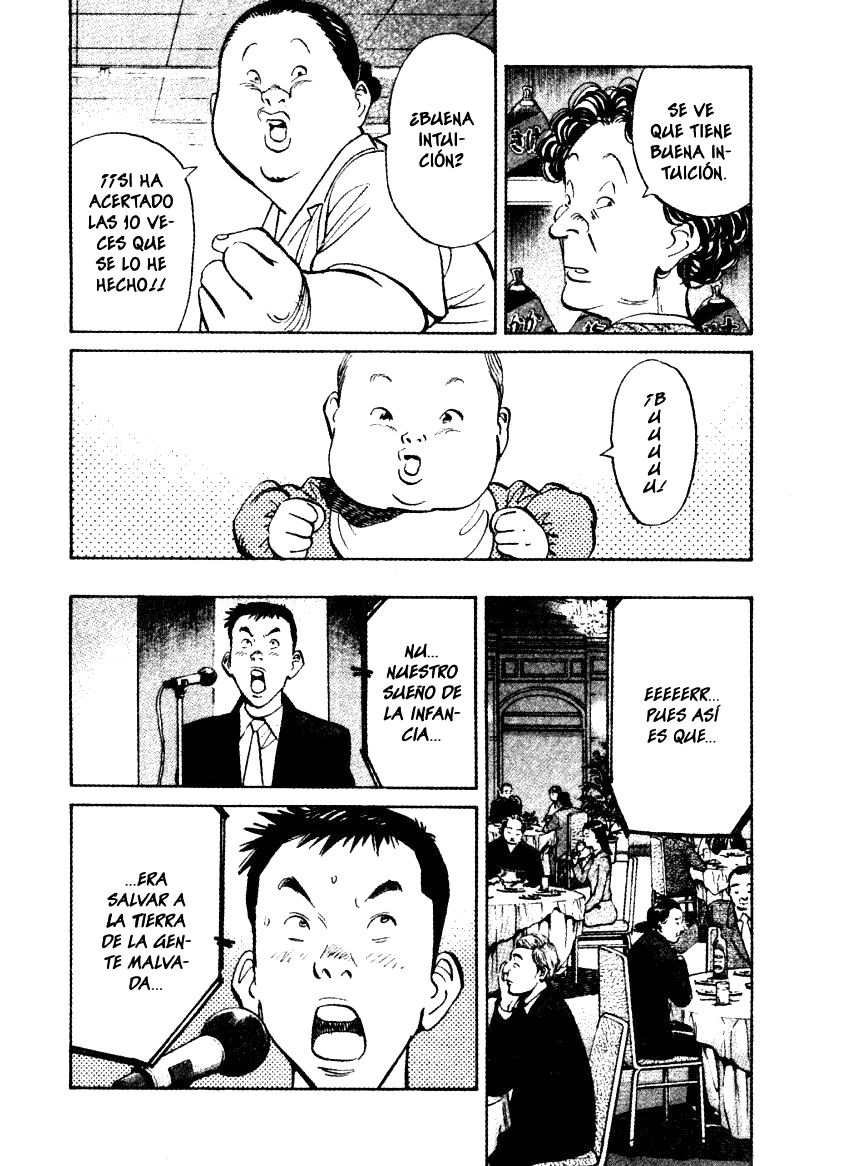 SE VE
QUE TIENE
BUENA IN-
TUICIÓN.
¿BUENA
INTUI-
CIÓN?
¡¡SI HA
ACERTADO
LAS 10 VE-
CES QUE
SE LO HE
HECHO!!
¡B
U
U
U
U
U!
EEEEERR...
PUES ASÍ
ES QUE...
NU...
NUESTRO
SUEÑO DE
LA INFAN-
CIA...
...ERA
SALVAR A
LA TIERRA
DE LA GEN-
TE MALVA-
DA...